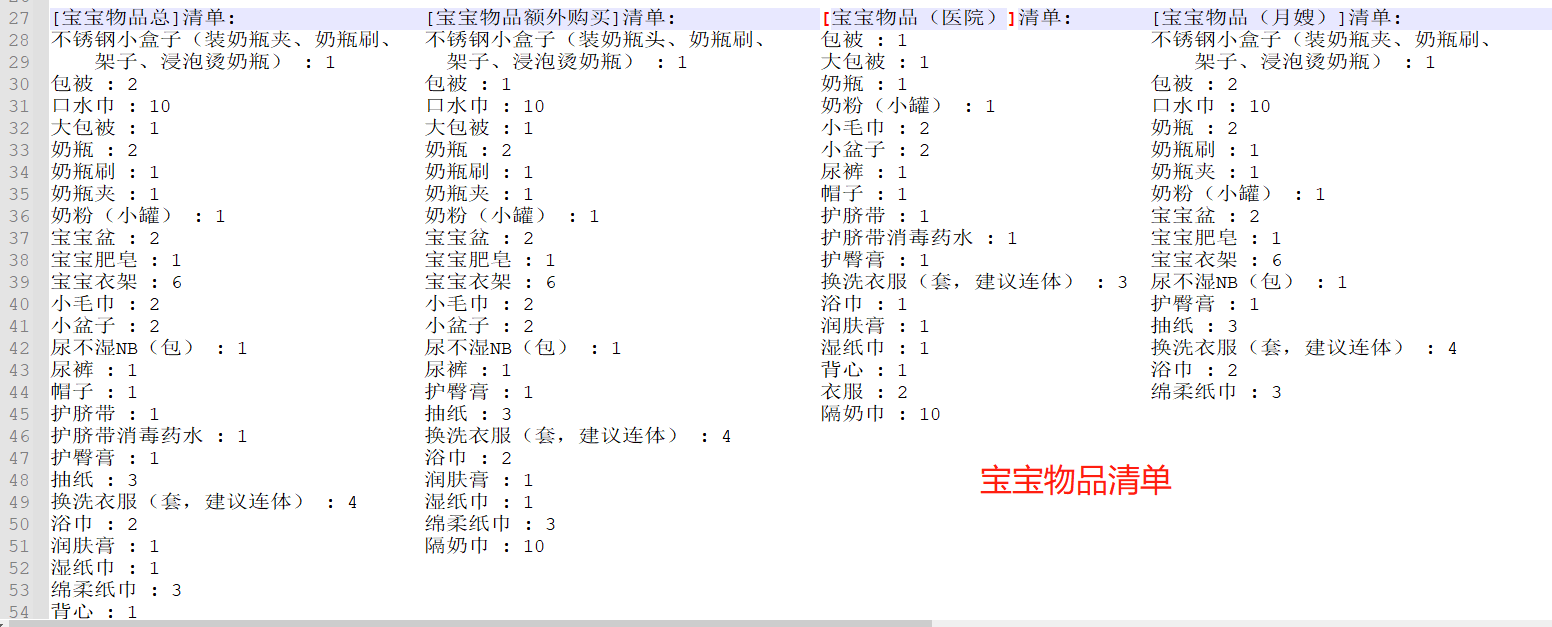 27 [宝宝物品总]清单: [宝宝物品额外购买]清单: [宝宝物品（医院）]清单: [宝宝物品（月嫂）]清单:
28 不锈钢小盒子（装奶瓶夹、奶瓶刷、 不锈钢小盒子（装奶瓶头、奶瓶刷、 包被 : 1 不锈钢小盒子（装奶瓶夹、奶瓶刷、
29 架子、浸泡烫奶瓶） : 1 架子、浸泡烫奶瓶） : 1 大包被 : 1 架子、浸泡烫奶瓶） : 1
30 包被 : 2 包被 : 1 奶瓶 : 1 包被 : 2
31 口水巾 : 10 口水巾 : 10 奶粉（小罐） : 1 口水巾 : 10
32 大包被 : 1 大包被 : 1 小毛巾 : 2 奶瓶 : 2
33 奶瓶 : 2 奶瓶 : 2 小盆子 : 2 奶瓶刷 : 1
34 奶瓶刷 : 1 奶瓶刷 : 1 尿裤 : 1 奶瓶夹 : 1
35 奶瓶夹 : 1 奶瓶夹 : 1 帽子 : 1 奶粉（小罐） : 1
36 奶粉（小罐） : 1 奶粉（小罐） : 1 护脐带 : 1 宝宝盆 : 2
37 宝宝盆 : 2 宝宝盆 : 2 护脐带消毒药水 : 1 宝宝肥皂 : 1
38 宝宝肥皂 : 1 宝宝肥皂 : 1 护臀膏 : 1 宝宝衣架 : 6
39 宝宝衣架 : 6 宝宝衣架 : 6 换洗衣服（套，建议连体） : 3 尿不湿NB（包） : 1
40 小毛巾 : 2 小毛巾 : 2 浴巾 : 1 护臀膏 : 1
41 小盆子 : 2 小盆子 : 2 润肤膏 : 1 抽纸 : 3
42 尿不湿NB（包） : 1 尿不湿NB（包） : 1 湿纸巾 : 1 换洗衣服（套，建议连体） : 4
43 尿裤 : 1 尿裤 : 1 背心 : 1 浴巾 : 2
44 帽子 : 1 护臀膏 : 1 衣服 : 2 绵柔纸巾 : 3
45 护脐带 : 1 抽纸 : 3 隔奶巾 : 10
46 护脐带消毒药水 : 1 换洗衣服（套，建议连体） : 4
47 护臀膏 : 1 浴巾 : 2
48 抽纸 : 3 润肤膏 : 1 宝宝物品清单
49 换洗衣服（套，建议连体） : 4 湿纸巾 : 1
50 浴巾 : 2 绵柔纸巾 : 3
51 润肤膏 : 1 隔奶巾 : 10
52 湿纸巾 : 1
53 绵柔纸巾 : 3
54 背心 : 1